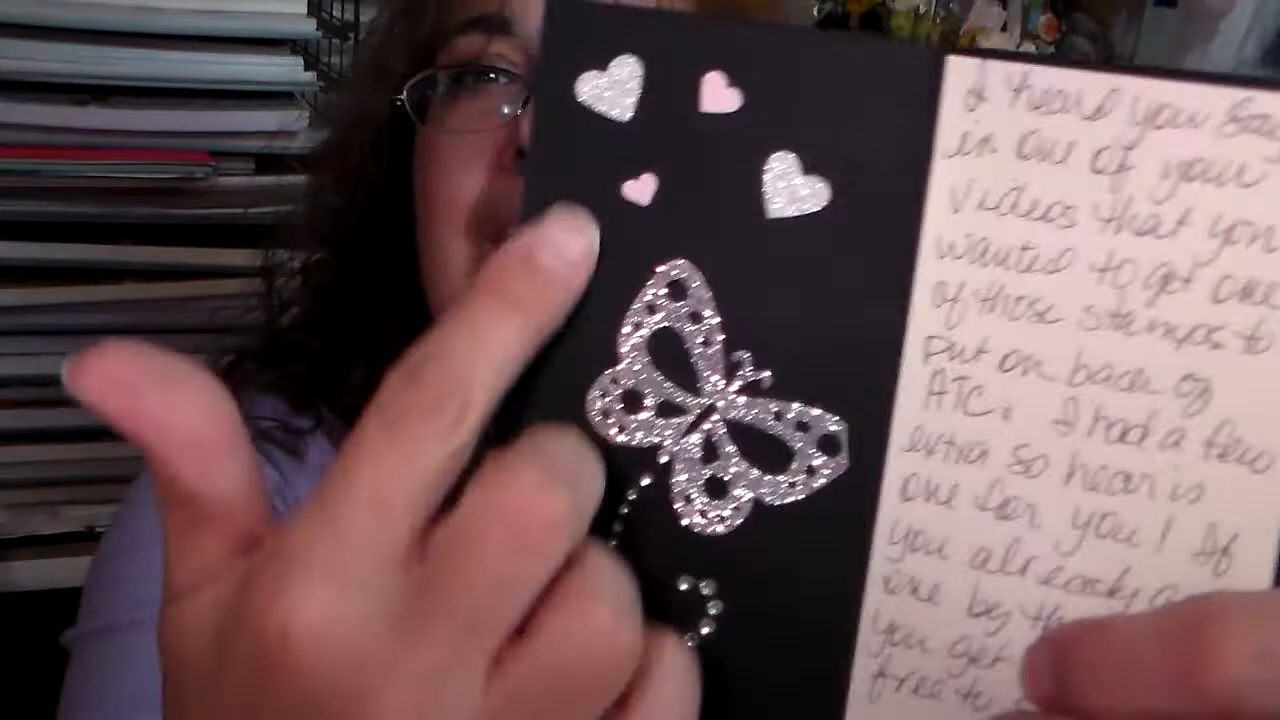 I heard you say
in one of your
videos that you
wanted to get one
of those stamps to
put on back of
ATC. I had a few
extra so hear is
one for you! If
you already
one by
you get
free to